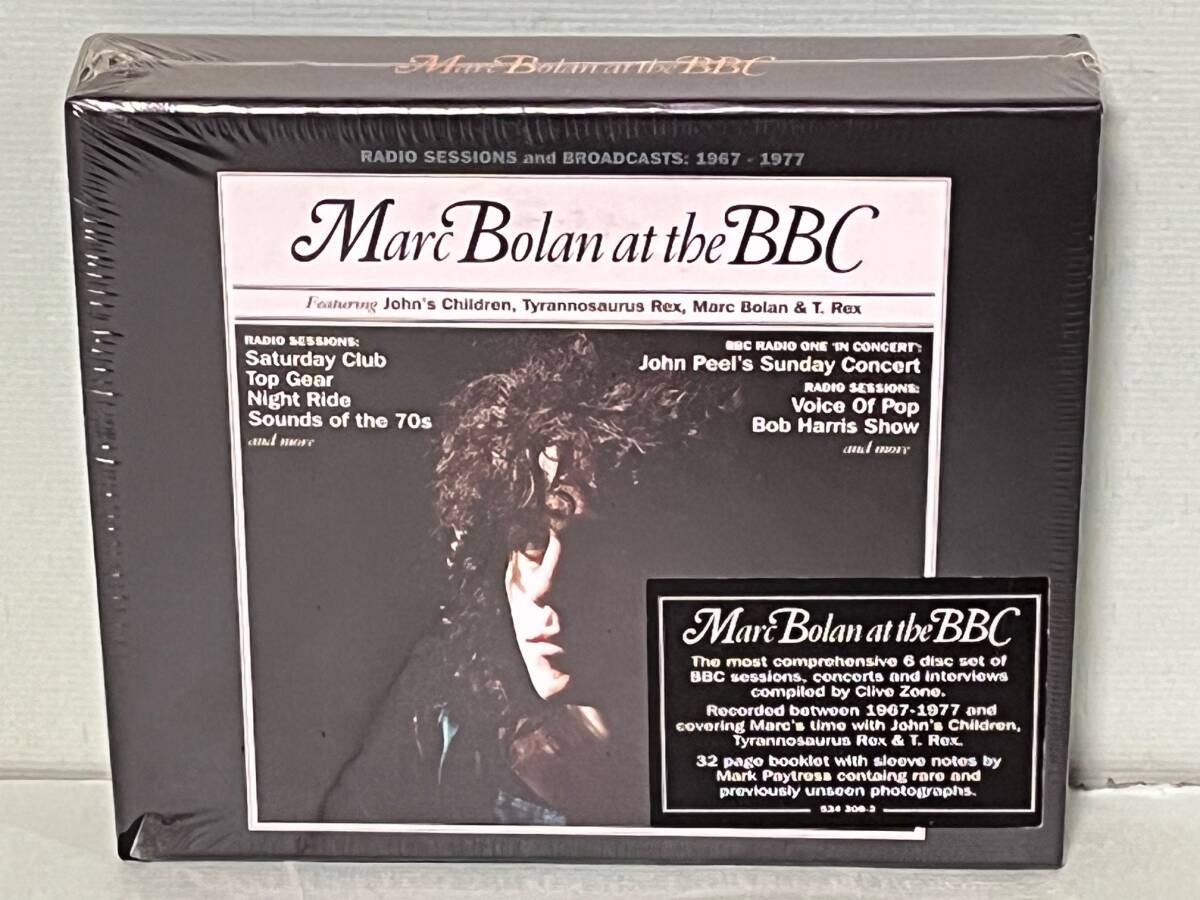 Marc Bolan at the BBC
RADIO SESSIONS and BROADCASTS: 1967 - 1977
Marc Bolan at the BBC
Featuring John's Children, Tyrannosaurus Rex, Marc Bolan & T. Rex
RADIO SESSIONS:
Saturday Club
Top Gear
Night Ride
Sounds of the 70s
and more
BBC RADIO ONE 'IN CONCERT':
John Peel's Sunday Concert
RADIO SESSIONS:
Voice Of Pop
Bob Harris Show
and more
Marc Bolan at the BBC
The most comprehensive 6 disc set of
BBC sessions, concerts and interviews
compiled by Clive Zone.
Recorded between 1967-1977 and
covering Marc's time with John's Children,
Tyrannosaurus Rex & T. Rex.
32 page booklet with sleeve notes by
Mark Paytress containg rare and
previously unseen photographs.
534 309-2